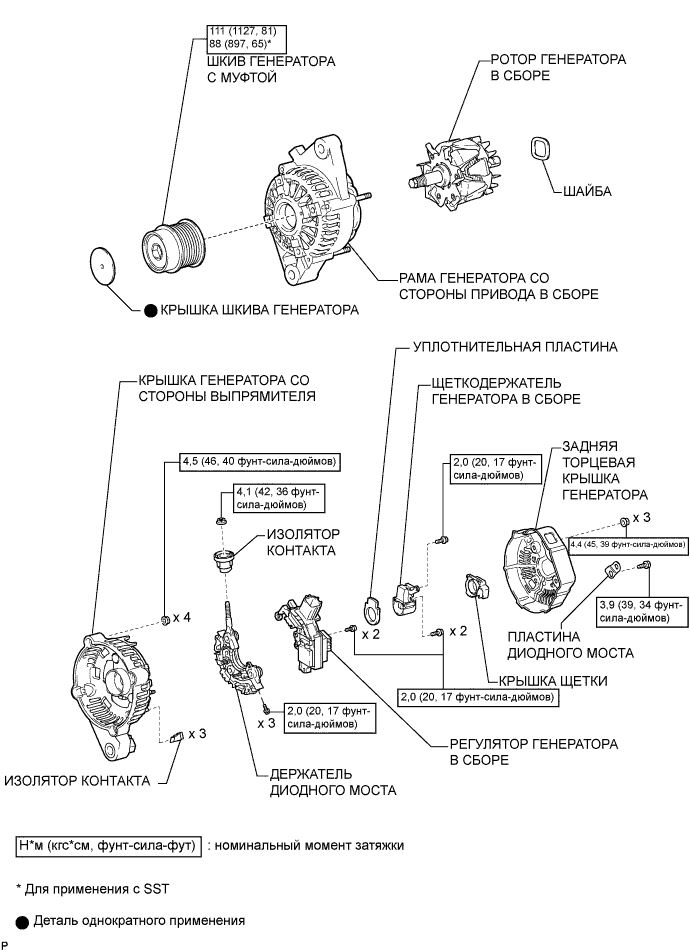 111 (1127, 81)
88 (897, 65)*
ШКИВ ГЕНЕРАТОРА
С МУФТОЙ
РОТОР ГЕНЕРАТОРА
В СБОРЕ
ШАЙБА
РАМА ГЕНЕРАТОРА СО
СТОРОНЫ ПРИВОДА В СБОРЕ
КРЫШКА ШКИВА ГЕНЕРАТОРА
УПЛОТНИТЕЛЬНАЯ ПЛАСТИНА
КРЫШКА ГЕНЕРАТОРА СО
СТОРОНЫ ВЫПРЯМИТЕЛЯ
ЩЕТКОДЕРЖАТЕЛЬ
ГЕНЕРАТОРА В СБОРЕ
4,5 (46, 40 фунт-сила-дюймов)
2,0 (20, 17 фунт-
сила-дюймов)
ЗАДНЯЯ
ТОРЦЕВАЯ
КРЫШКА
ГЕНЕРАТОРА
4,1 (42, 36 фунт-
сила-дюймов)
x 3
ИЗОЛЯТОР
КОНТАКТА
4,4 (45, 39 фунт-сила-дюймов)
3,9 (39, 34 фунт-
сила-дюймов)
x 4
x 2
x 2
ПЛАСТИНА
ДИОДНОГО МОСТА
КРЫШКА ЩЕТКИ
2,0 (20, 17 фунт-сила-дюймов)
2,0 (20, 17 фунт-
сила-дюймов)
x 3
x 3
РЕГУЛЯТОР ГЕНЕРАТОРА
В СБОРЕ
ИЗОЛЯТОР КОНТАКТА
ДЕРЖАТЕЛЬ
ДИОДНОГО МОСТА
Н*м (кгс*см, фунт-сила-фут) : номинальный момент затяжки
* Для применения с SST
Деталь однократного применения
P